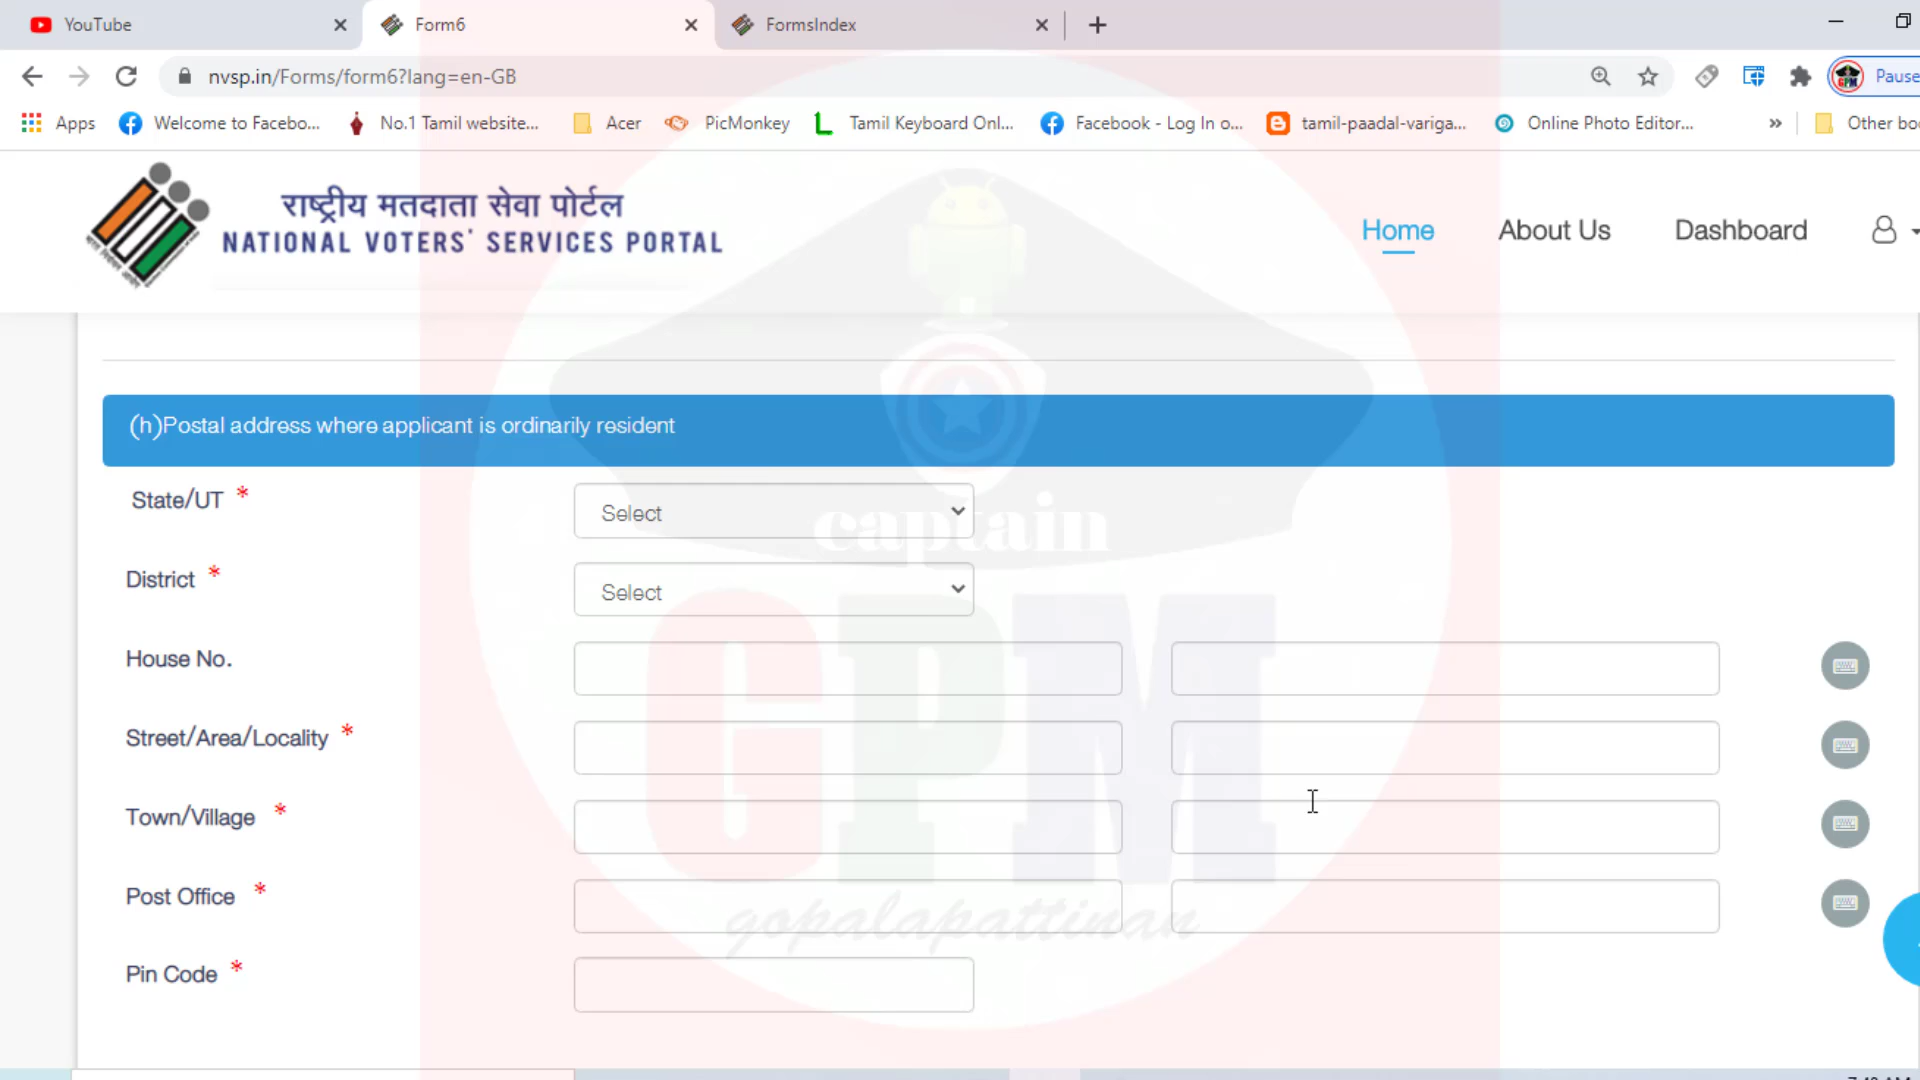 YouTube
Form6
FormsIndex
nvsp.in/Forms/form6?lang=en-GB
Pause
Apps
Welcome to Facebo...
No.1 Tamil website...
Acer
PicMonkey
Tamil Keyboard Onl...
Facebook - Log In o...
tamil-paadal-variga...
Online Photo Editor...
»
Other bo
राष्ट्रीय मतदाता सेवा पोर्टल
NATIONAL VOTERS' SERVICES PORTAL
Home
About Us
Dashboard
(h)Postal address where applicant is ordinarily resident
State/UT *
Select
captain
District *
Select
House No.
Street/Area/Locality *
GPM
Town/Village *
Post Office *
gopalapattinam
Pin Code *